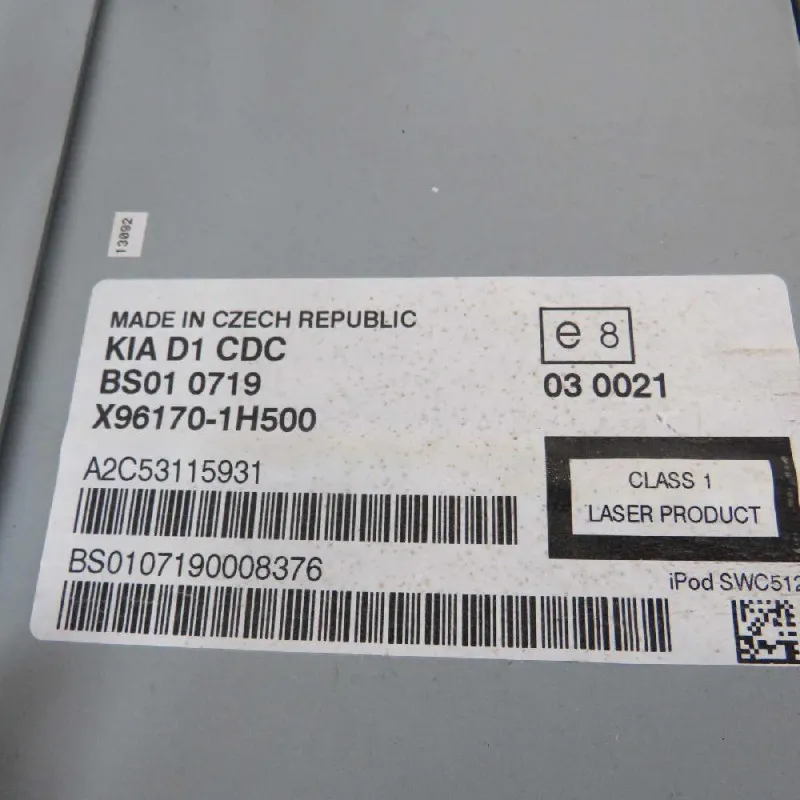 13092
MADE IN CZECH REPUBLIC
KIA D1 CDC
BS01 0719
X96170-1H500
e 8
03 0021
A2C53115931
CLASS 1
LASER PRODUCT
BS0107190008376
iPod SWC512